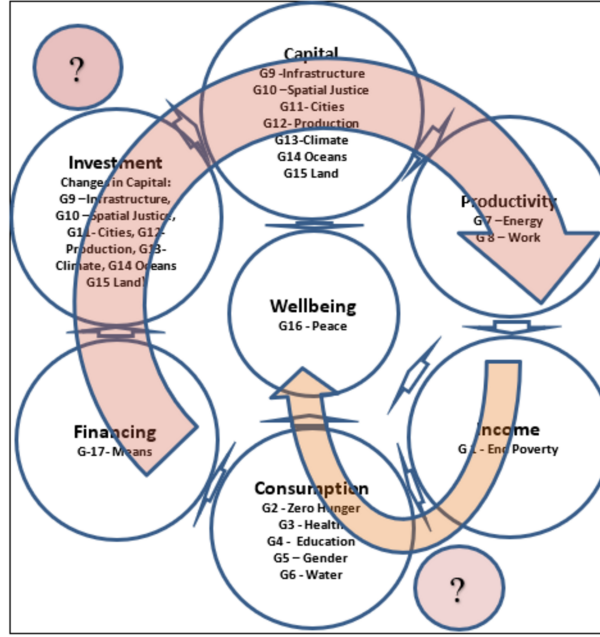 ?
Capital
G9 -Infrastructure
G10 –Spatial Justice
G11- Cities
G12- Production
G13-Climate
G14 Oceans
G15 Land
Investment
Changes in Capital:
G9 –Infrastructure,
G10 –Spatial Justice,
G11- Cities, G12-
Production, G13-
Climate, G14 Oceans
G15 Land)
Productivity
G 7 –Energy
G 8 – Work
Wellbeing
G16 - Peace
Financing
G-17- Means
Consumption
G2 - Zero Hunger
G3 - Health
G4 - Education
G5 – Gender
G6 - Water
Income
G 1 - End Poverty
?